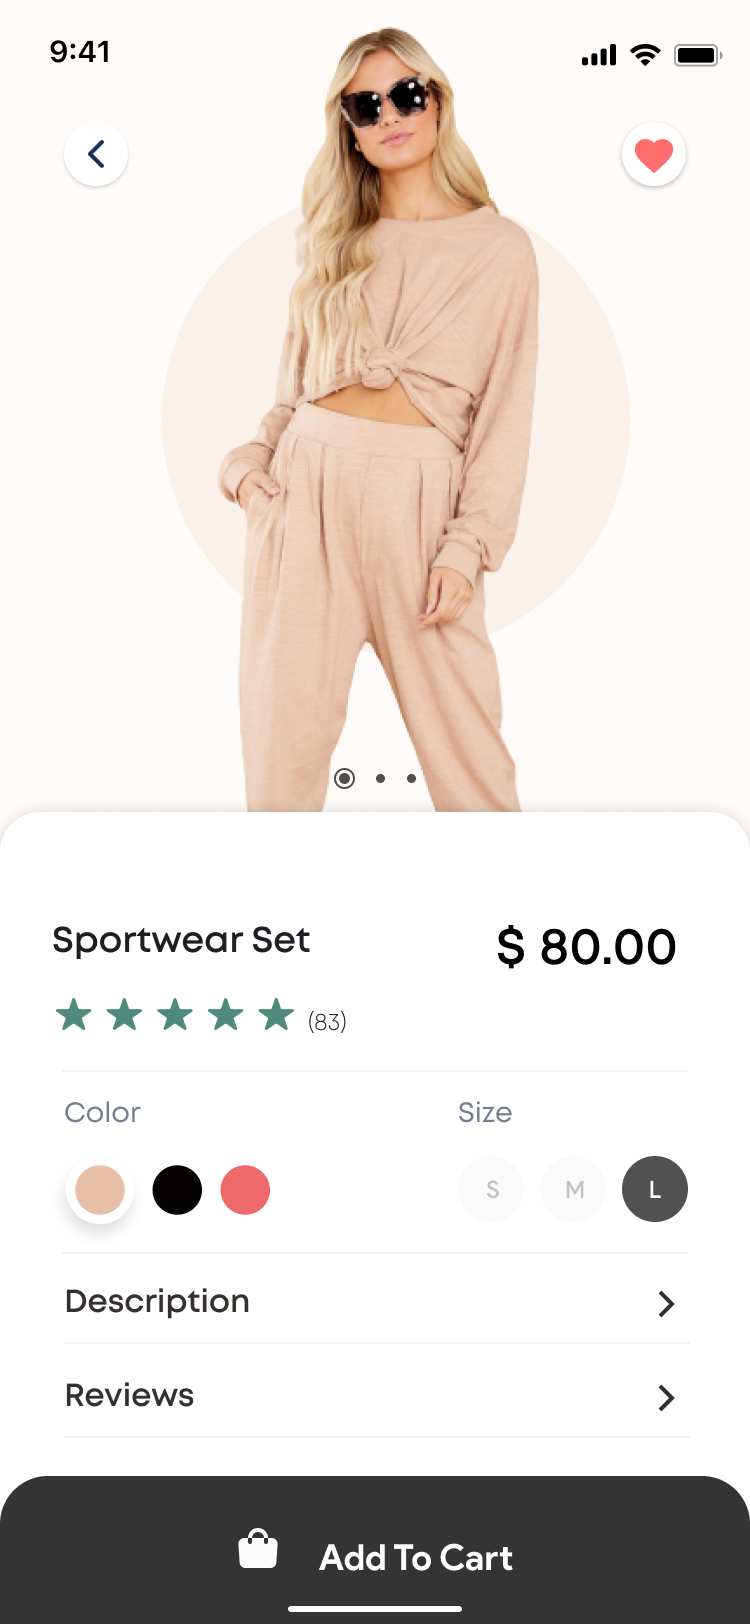 9:41
Sportwear Set
$ 80.00
(83)
Color
Size
S
M
L
Description
Reviews
Add To Cart